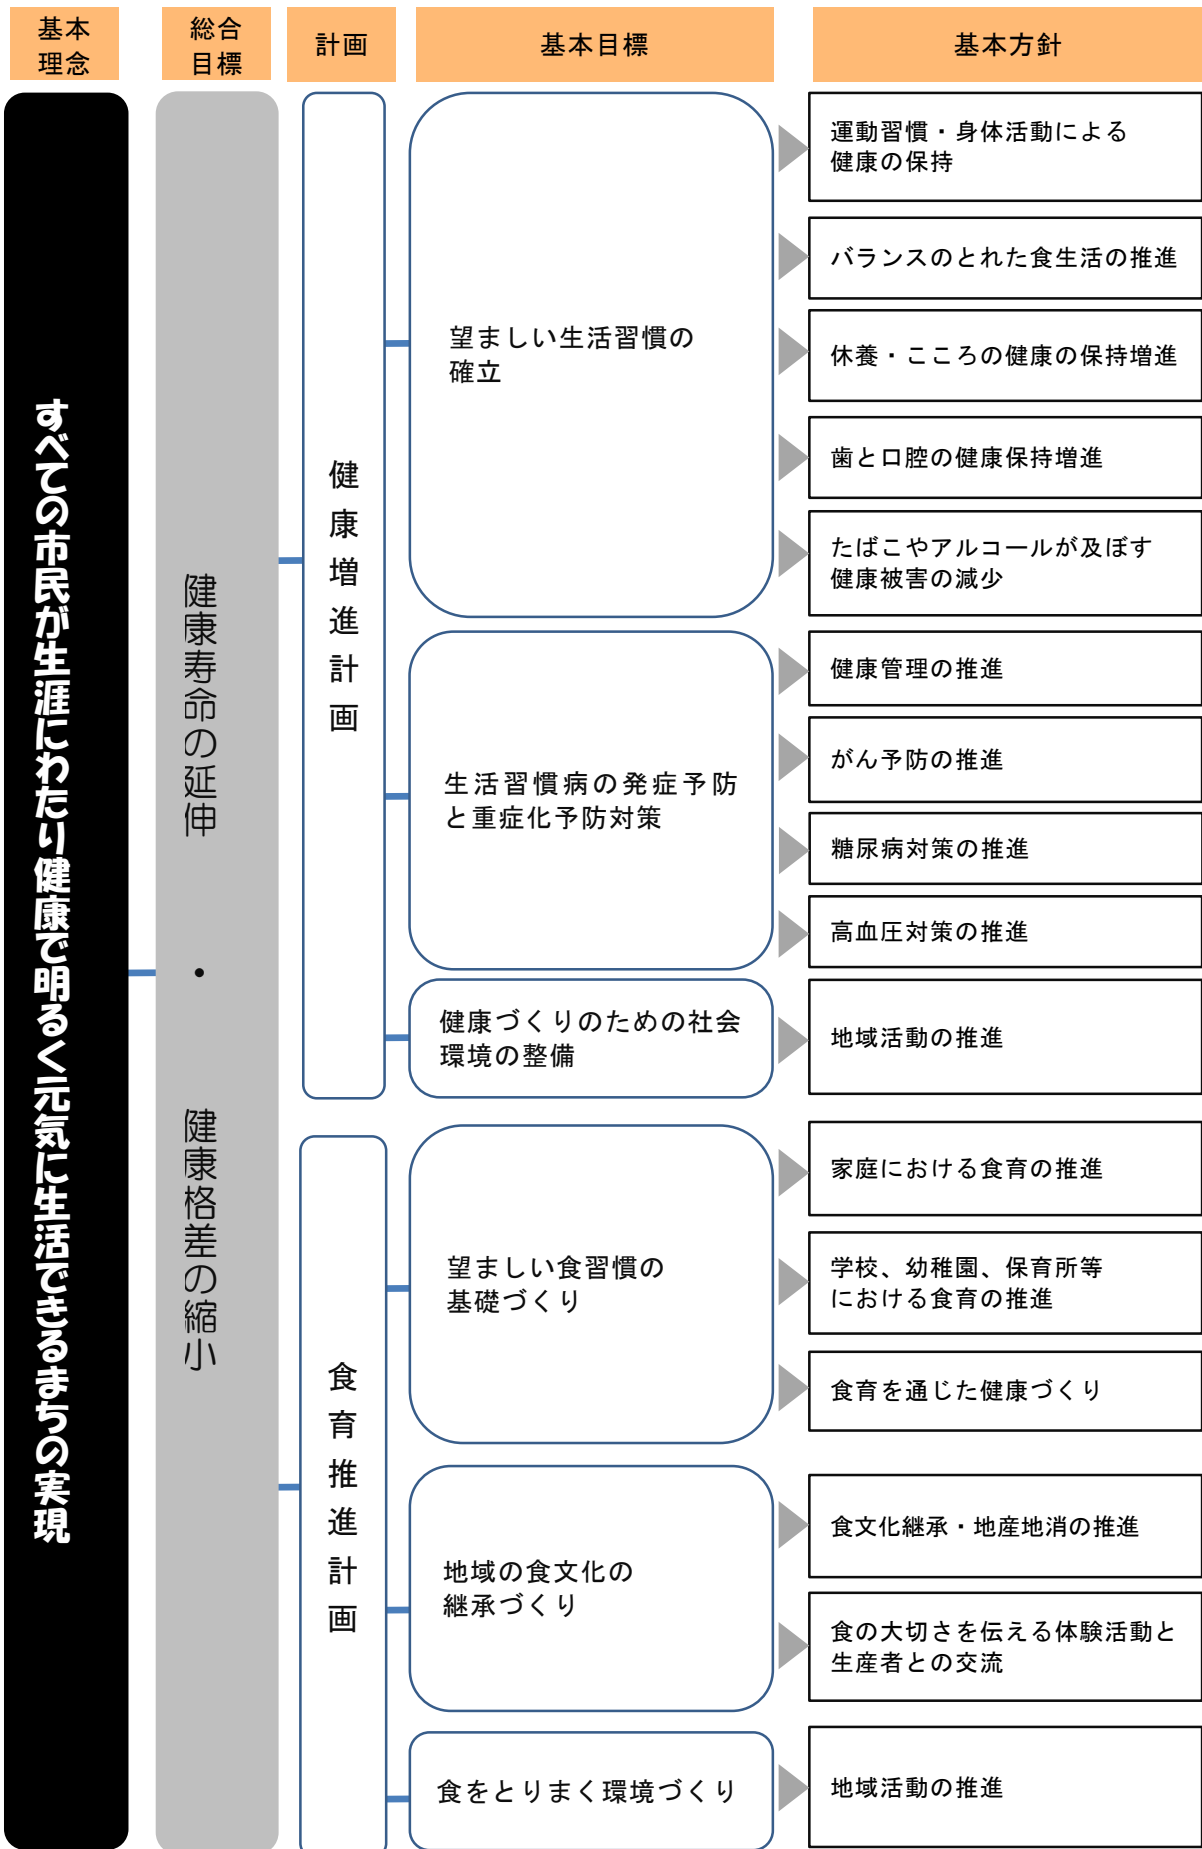 基本
理念
総合
目標
計画
基本目標
基本方針
すべての市民が生涯にわたり健康で明るく元気に生活できるまちの実現
健康寿命の延伸 ・ 健康格差の縮小
健康増進計画
望ましい生活習慣の
確立
運動習慣・身体活動による
健康の保持
バランスのとれた食生活の推進
休養・こころの健康の保持増進
歯と口腔の健康保持増進
たばこやアルコールが及ぼす
健康被害の減少
生活習慣病の発症予防
と重症化予防対策
健康管理の推進
がん予防の推進
糖尿病対策の推進
高血圧対策の推進
健康づくりのための社会
環境の整備
地域活動の推進
食育推進計画
望ましい食習慣の
基礎づくり
家庭における食育の推進
学校、幼稚園、保育所等
における食育の推進
食育を通じた健康づくり
地域の食文化の
継承づくり
食文化継承・地産地消の推進
食の大切さを伝える体験活動と
生産者との交流
食をとりまく環境づくり
地域活動の推進